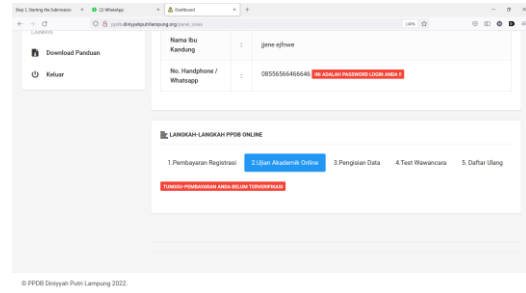 Step 1. Starting the Submission
(2) WhatsApp
Dashboard
ppdb.diniyyahputrilampung.org/panel_siswa
LAINNYA
Download Panduan
Keluar
Nama Ibu Kandung : jjene ejfnwe
No. Handphone / Whatsapp : 08556566466646 INI ADALAH PASSWORD LOGIN ANDA !!
LANGKAH-LANGKAH PPDB ONLINE
1.Pembayaran Registrasi 2.Ujian Akademik Online 3.Pengisian Data 4.Test Wawancara 5. Daftar Ulang
TUNGGU-PEMBAYARAN ANDA BELUM TERVERIFIKASI
© PPDB Diniyyah Putri Lampung 2022.